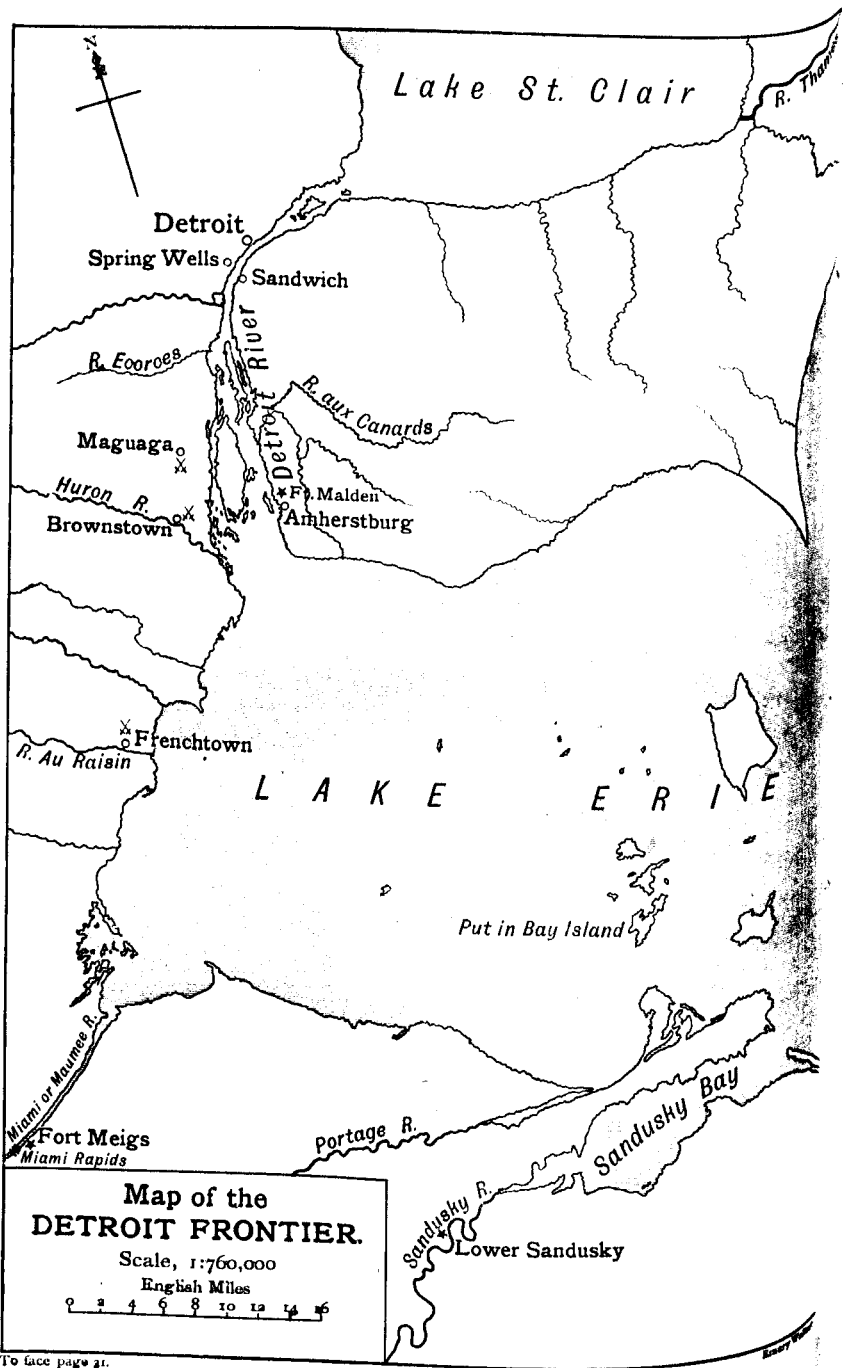 Lake St. Clair
R. Thames
Detroit
Spring Wells
Sandwich
Detroit River
R. Ecoroes
R. aux Canards
Maguaga
Huron R.
Ft. Malden
Brownstown
Amherstburg
Frenchtown
R. Au Raisin
LAKE ERIE
Put in Bay Island
Miami or Maumee R.
Fort Meigs
Miami Rapids
Portage R.
Sandusky Bay
Sandusky R.
Lower Sandusky
Map of the
DETROIT FRONTIER.
Scale, 1:760,000
English Miles
0 2 4 6 8 10 12 14 16
To face page 21.